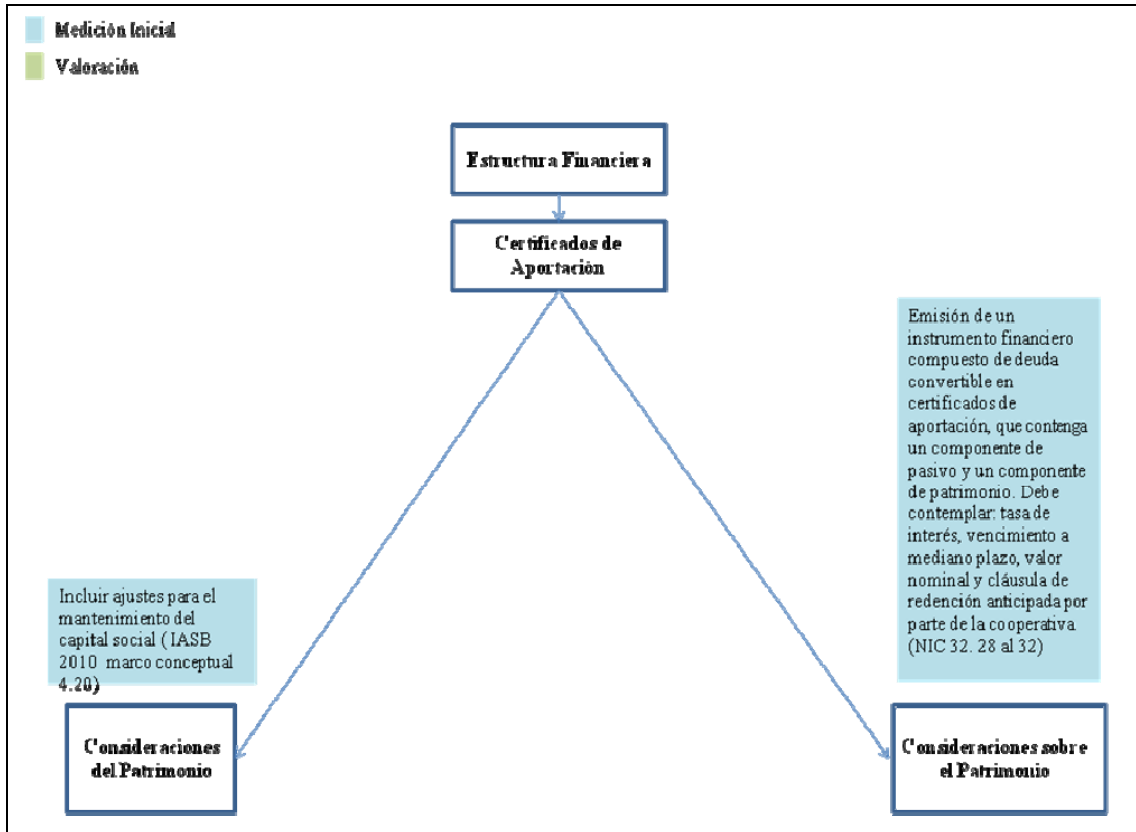 Medición Inicial
Valoración
Estructura Financiera
Certificados de
Aportación
Emisión de un
instrumento financiero
compuesto de deuda
convertible en
certificados de
aportación, que contenga
un componente de
pasivo y un componente
de patrimonio. Debe
contemplar: tasa de
interés, vencimiento a
mediano plazo, valor
nominal y cláusula de
redención anticipada por
parte de la cooperativa
(NIC 32. 28 al 32)
Incluir ajustes para el
mantenimiento del
capital social ( IASB
2010 marco conceptual
4.20)
Consideraciones
del Patrimonio
Consideraciones sobre
el Patrimonio